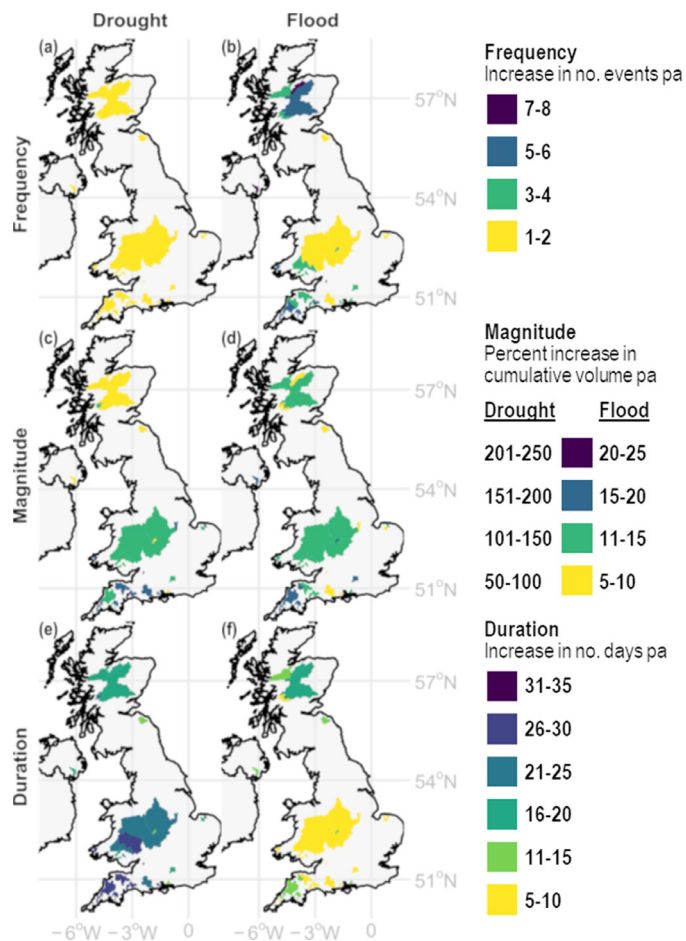 Drought Flood
(a) (b)
Frequency
57°N
54°N
51°N
Frequency
Increase in no. events pa
7-8
5-6
3-4
1-2
(c) (d)
Magnitude
57°N
54°N
51°N
Magnitude
Percent increase in
cumulative volume pa
Drought Flood
201-250 20-25
151-200 15-20
101-150 11-15
50-100 5-10
(e) (f)
Duration
57°N
54°N
51°N
−6°W −3°W 0 −6°W −3°W 0
Duration
Increase in no. days pa
31-35
26-30
21-25
16-20
11-15
5-10